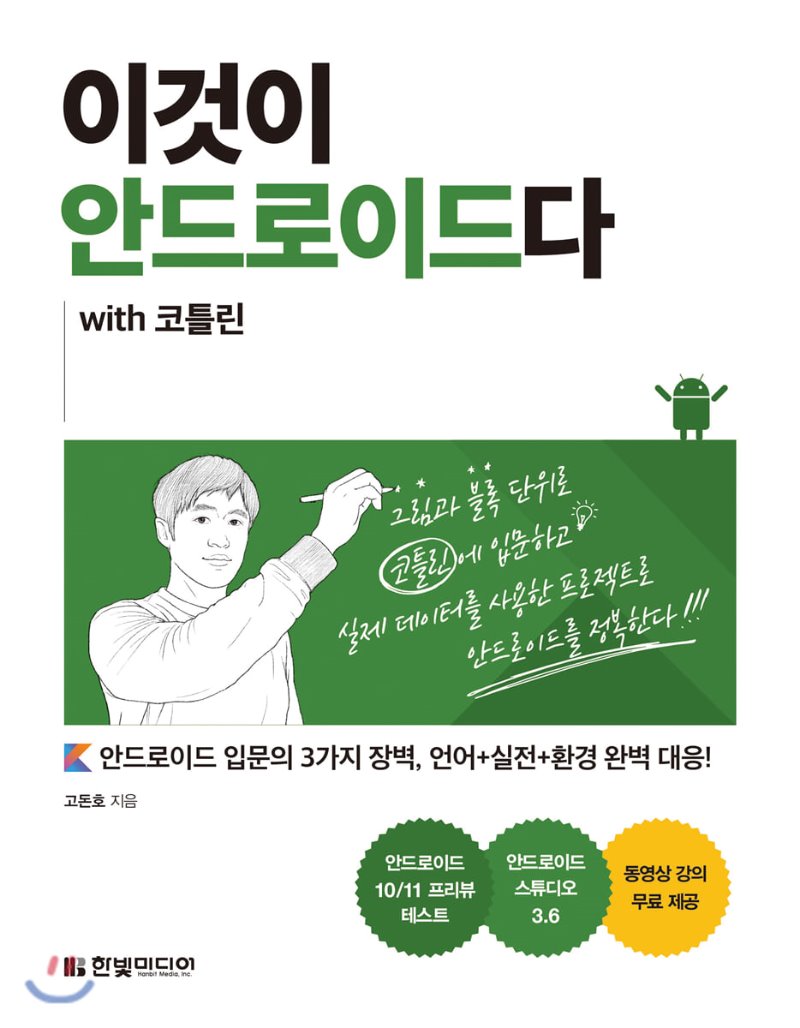 이것이
안드로이드다
with 코틀린
그림과 블록 단위로
코틀린에 입문하고
실제 데이터를 사용한 프로젝트로
안드로이드를 정복한다!!!
안드로이드 입문의 3가지 장벽, 언어+실전+환경 완벽 대응!
고돈호 지음
안드로이드
10/11 프리뷰
테스트
안드로이드
스튜디오
3.6
동영상 강의
무료 제공
한빛미디어
Hanbit Media, Inc.